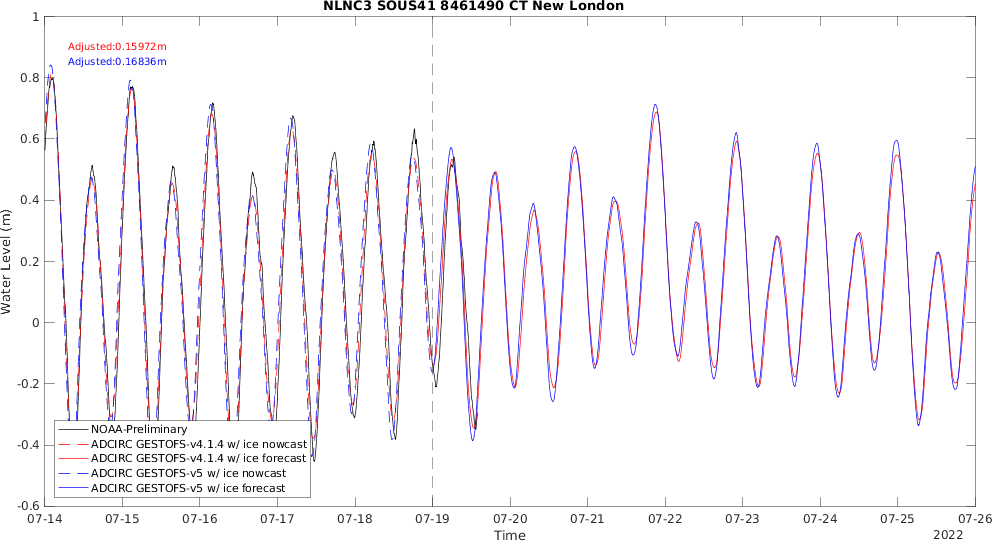 NLNC3 SOUS41 8461490 CT New London
1
0.8
0.6
0.4
0.2
0
-0.2
-0.4
-0.6
Water Level (m)
Adjusted:0.15972m
Adjusted:0.16836m
NOAA-Preliminary
ADCIRC GESTOFS-v4.1.4 w/ ice nowcast
ADCIRC GESTOFS-v4.1.4 w/ ice forecast
ADCIRC GESTOFS-v5 w/ ice nowcast
ADCIRC GESTOFS-v5 w/ ice forecast
07-14 07-15 07-16 07-17 07-18 07-19 07-20 07-21 07-22 07-23 07-24 07-25 07-26
Time
2022